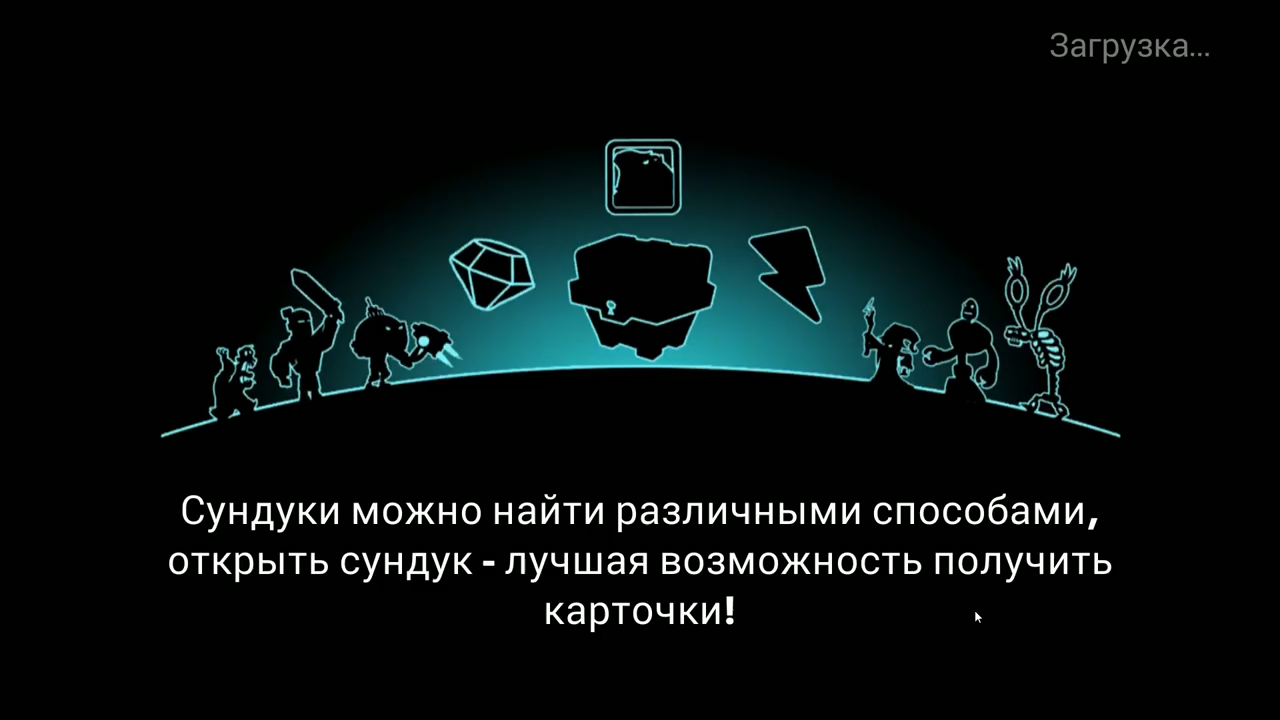 Загрузка...
Сундуки можно найти различными способами,
открыть сундук - лучшая возможность получить
карточки!